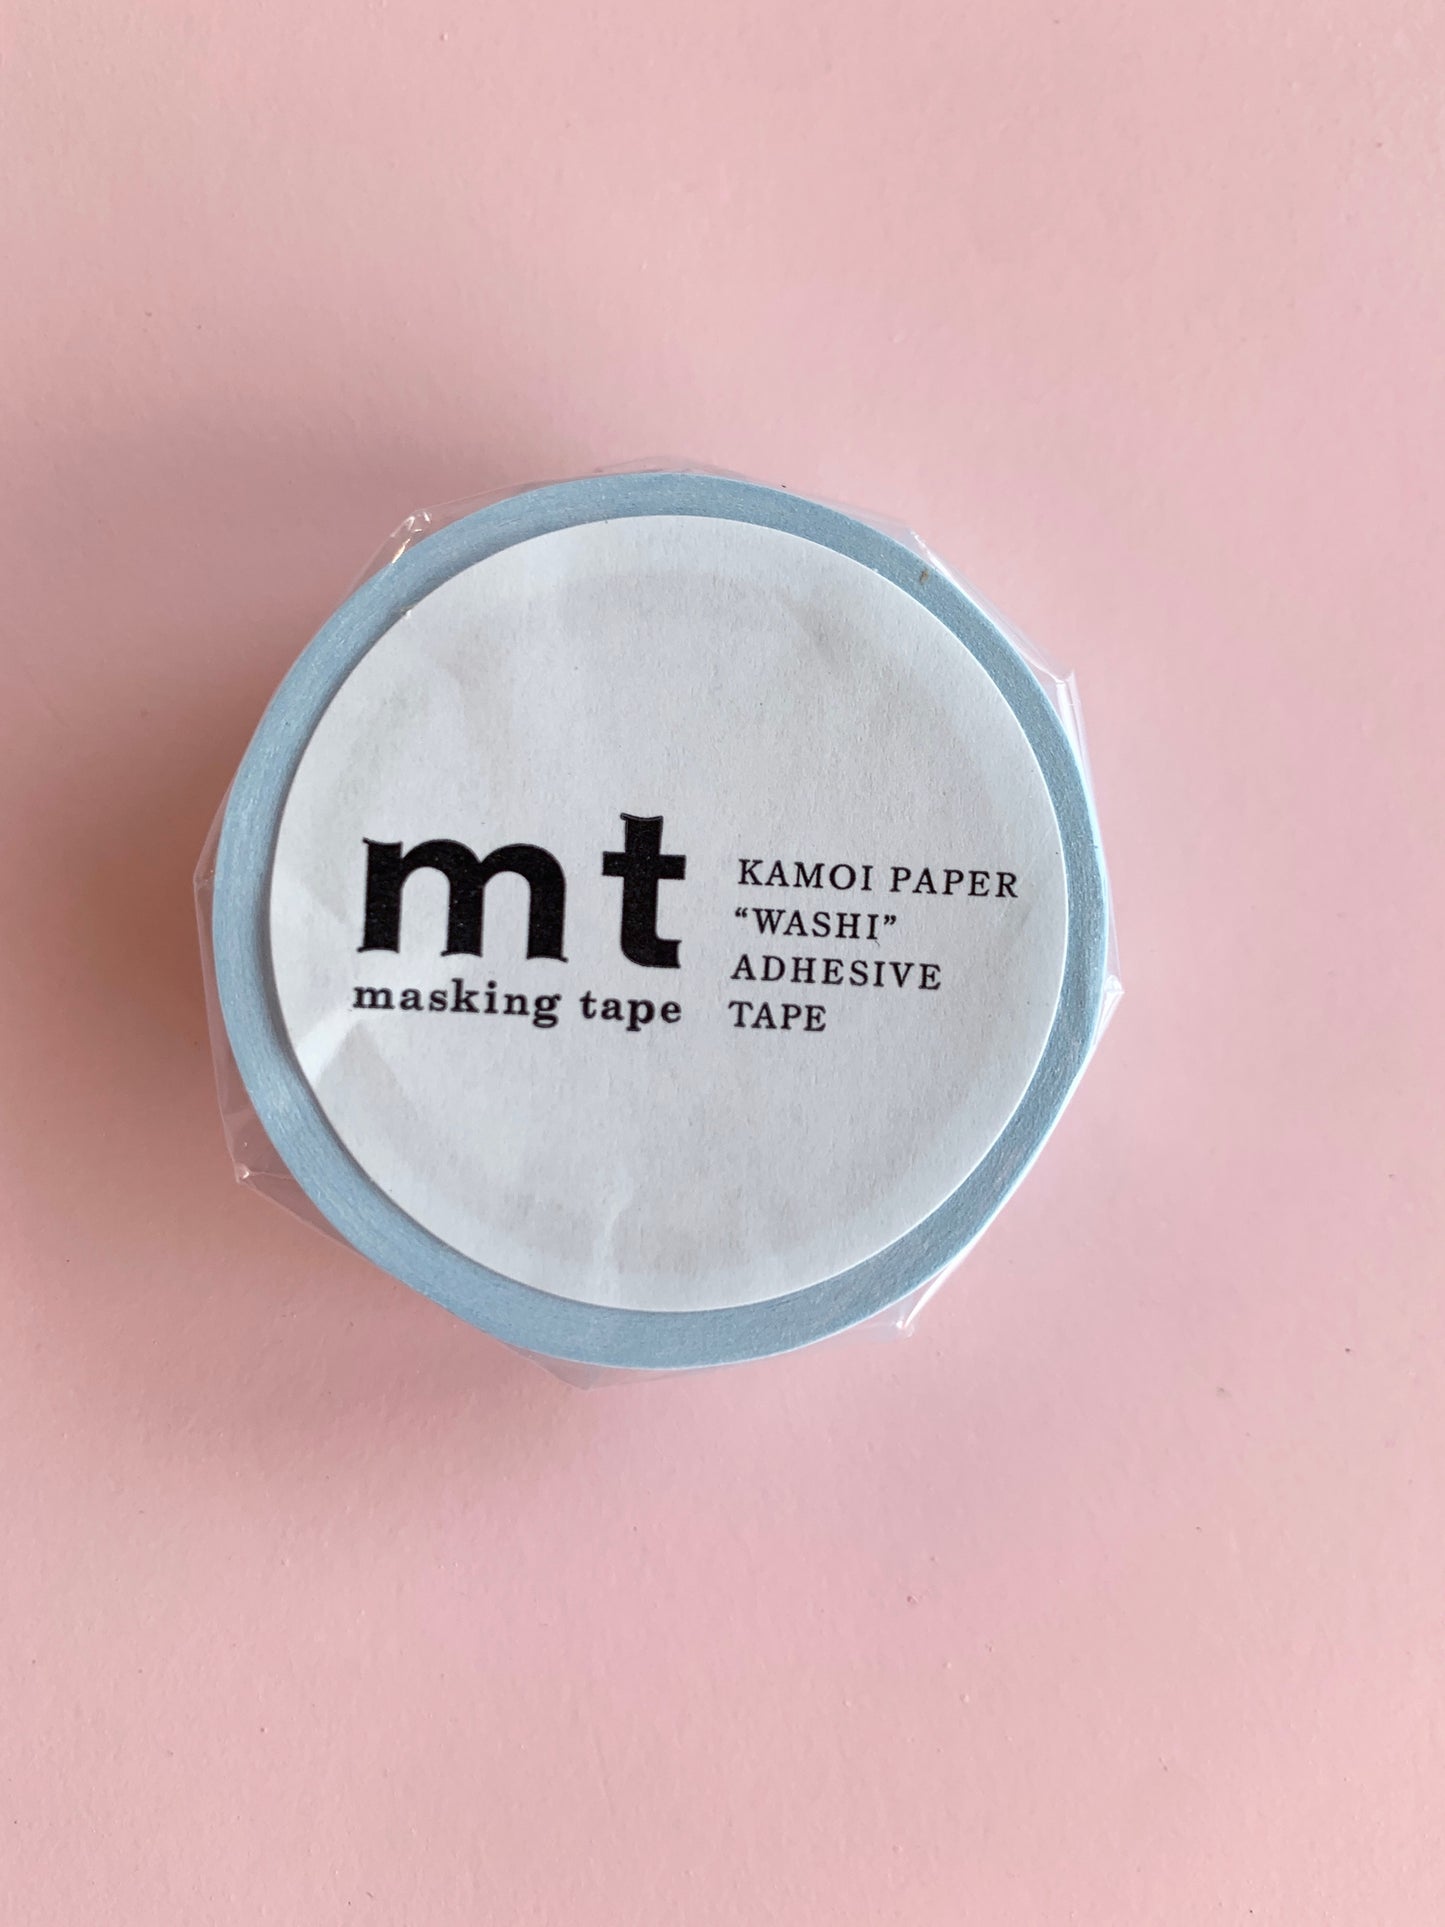 mt
masking tape
KAMOI PAPER
“WASHI”
ADHESIVE
TAPE